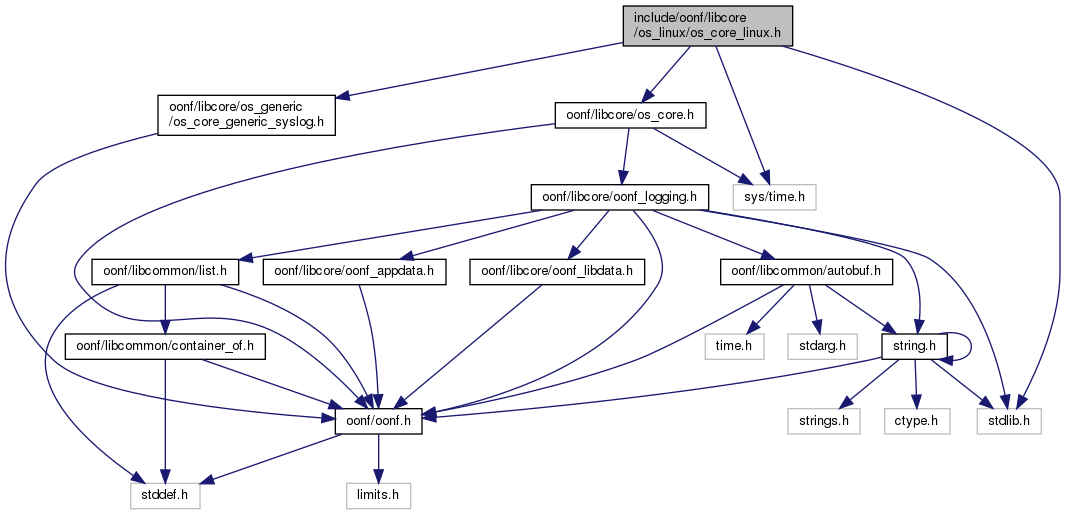 include/oonf/libcore
/os_linux/os_core_linux.h
oonf/libcore/os_generic
/os_core_generic_syslog.h
oonf/libcore/os_core.h
oonf/libcore/oonf_logging.h
sys/time.h
oonf/libcommon/list.h
oonf/libcore/oonf_appdata.h
oonf/libcore/oonf_libdata.h
oonf/libcommon/autobuf.h
oonf/libcommon/container_of.h
time.h
stdarg.h
string.h
oonf/oonf.h
strings.h
ctype.h
stdlib.h
stddef.h
limits.h